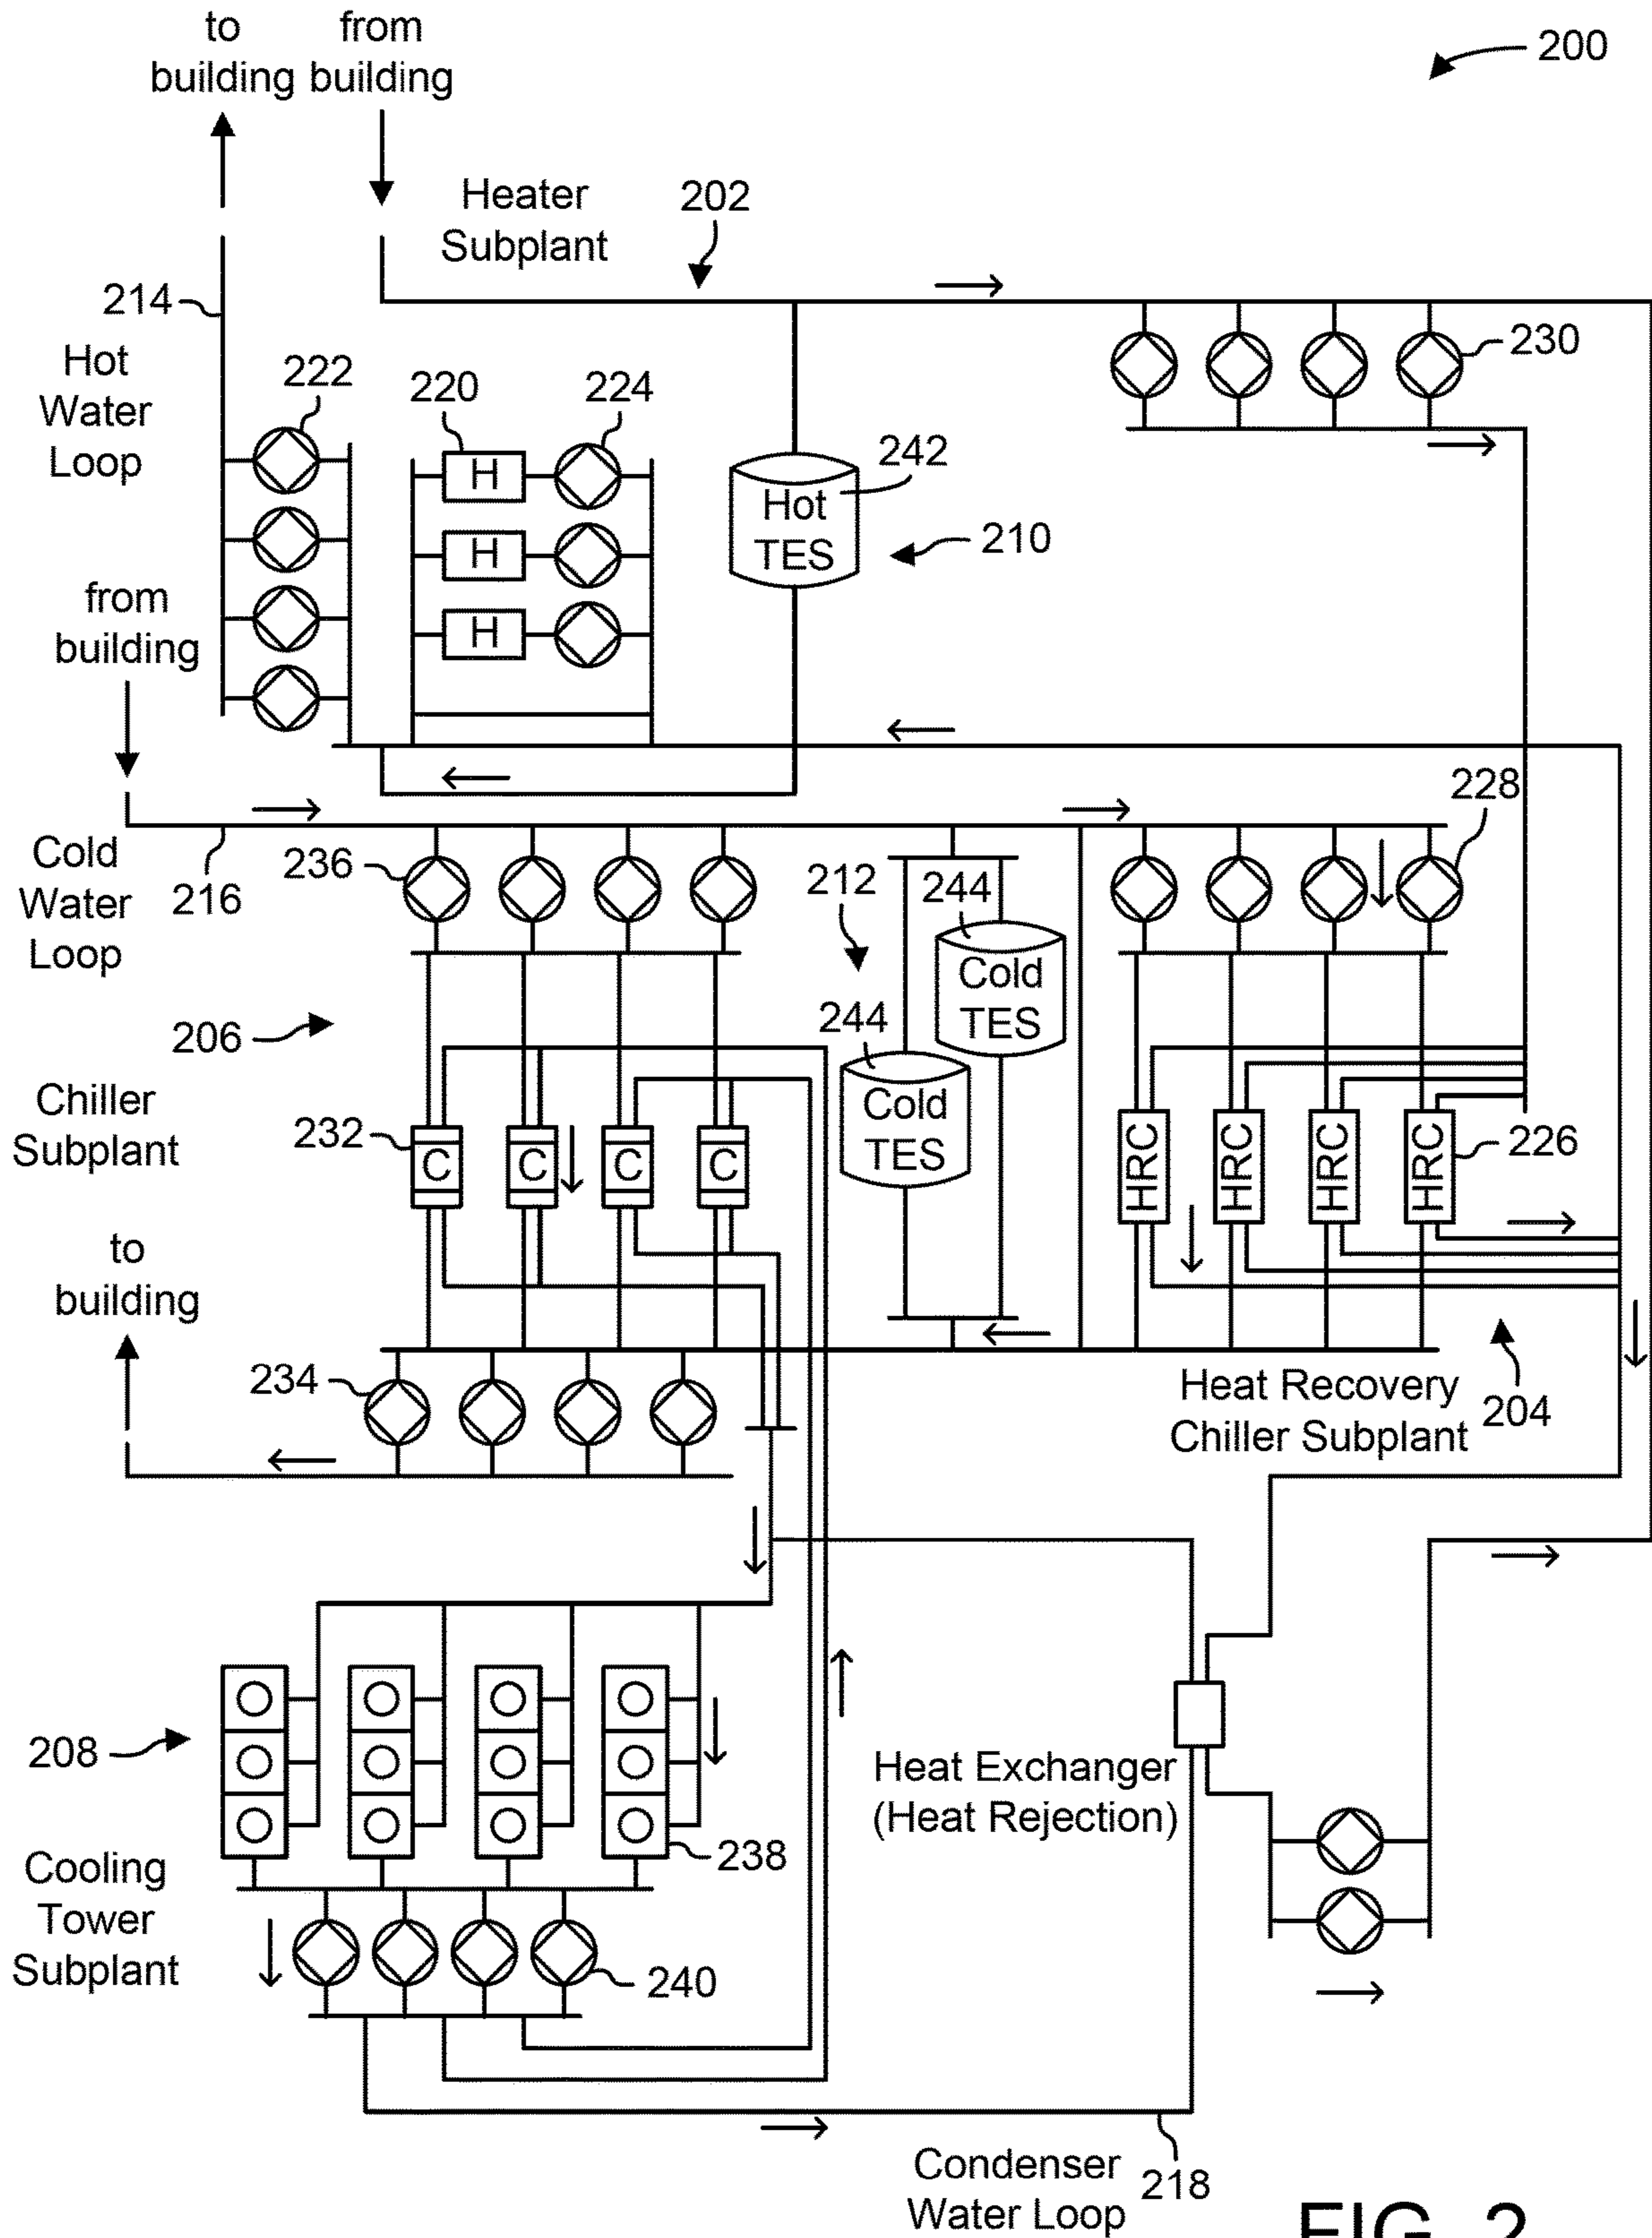 to
building
from
building
200
Heater
Subplant
202
214
Hot
Water
Loop
222
220
224
230
242
Hot
TES
210
H
H
H
from
building
228
Cold
Water
Loop
216
236
212
244
Cold
TES
244
Cold
TES
206
Chiller
Subplant
232
C
C
C
C
HRC
HRC
HRC
HRC
226
to
building
234
Heat Recovery
Chiller Subplant
204
208
Heat Exchanger
(Heat Rejection)
238
Cooling
Tower
Subplant
240
Condenser
Water Loop
218
FIG. 2